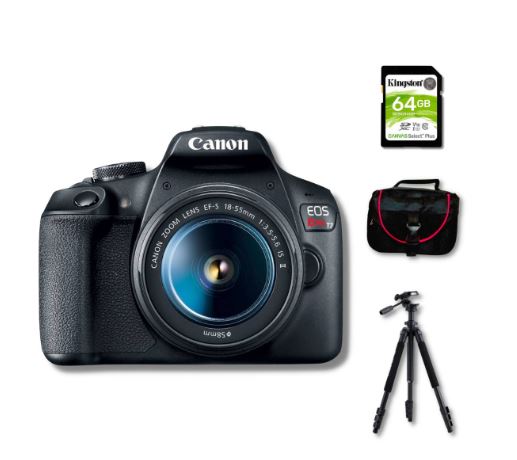 Canon
EOS
Rebel T7
CANON ZOOM LENS EF-S 18-55mm 1:3.5-5.6 IS II
ø58mm
Kingston
64GB
CANVAS Select Plus